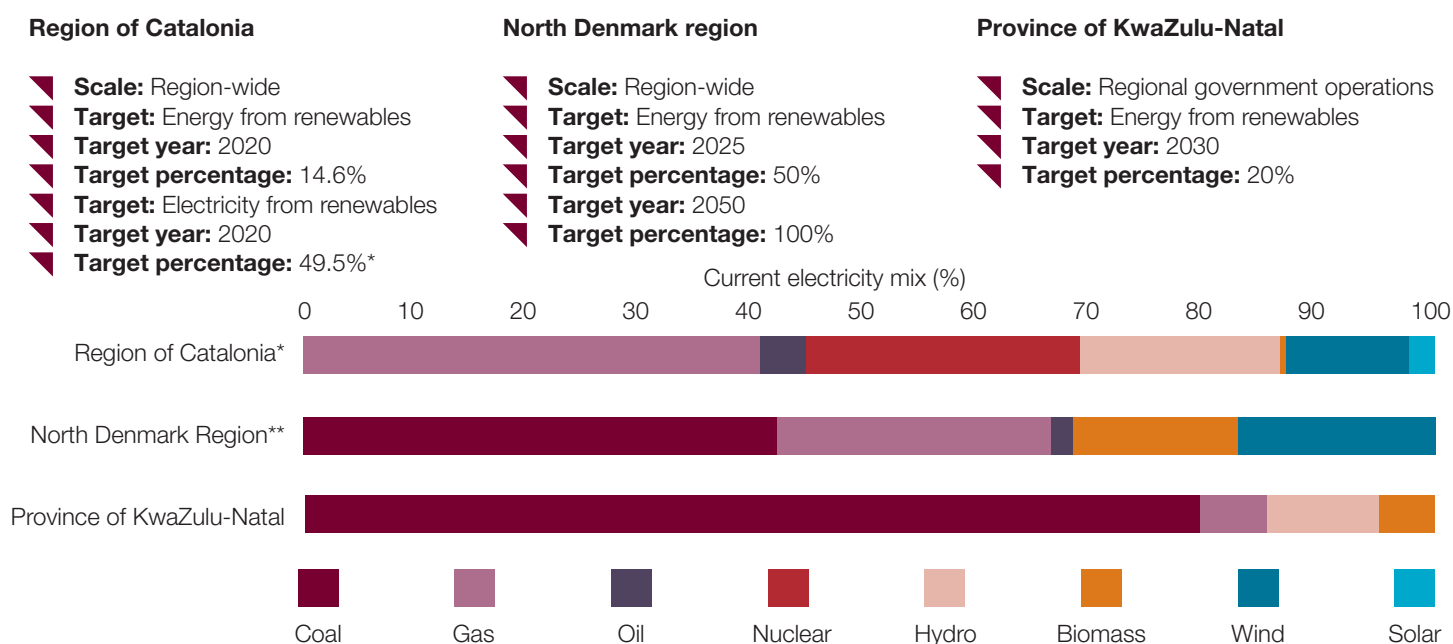 Region of Catalonia
Scale: Region-wide
Target: Energy from renewables
Target year: 2020
Target percentage: 14.6%
Target: Electricity from renewables
Target year: 2020
Target percentage: 49.5%*
North Denmark region
Scale: Region-wide
Target: Energy from renewables
Target year: 2025
Target percentage: 50%
Target year: 2050
Target percentage: 100%
Province of KwaZulu-Natal
Scale: Regional government operations
Target: Energy from renewables
Target year: 2030
Target percentage: 20%
Current electricity mix (%)
0 10 20 30 40 50 60 70 80 90 100
Region of Catalonia*
North Denmark Region**
Province of KwaZulu-Natal
Coal Gas Oil Nuclear Hydro Biomass Wind Solar